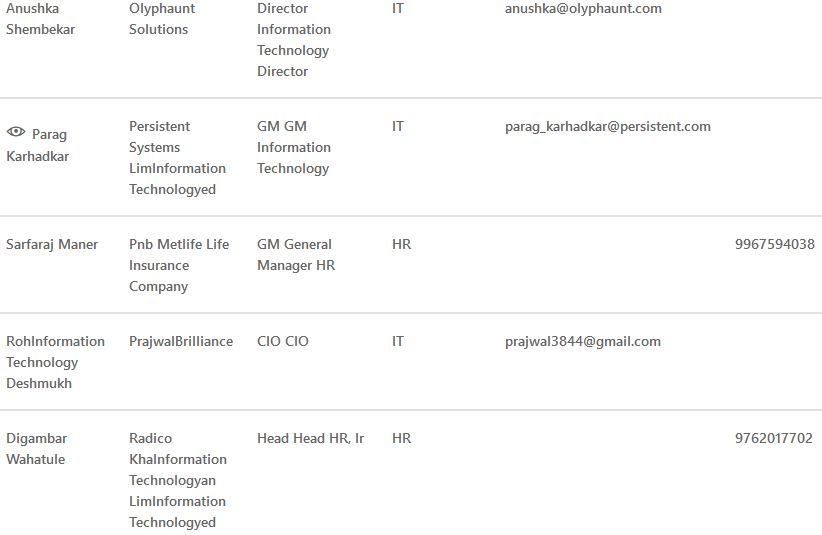 Anushka Shembekar
Olyphaunt Solutions
Director Information Technology Director
IT
anushka@olyphaunt.com
Parag Karhadkar
Persistent Systems LimInformation Technologyed
GM GM Information Technology
IT
parag_karhadkar@persistent.com
Sarfaraj Maner
Pnb Metlife Life Insurance Company
GM General Manager HR
HR
9967594038
RohInformation Technology Deshmukh
PrajwalBrilliance
CIO CIO
IT
prajwal3844@gmail.com
Digambar Wahatule
Radico KhaInformation Technologyan LimInformation Technologyed
Head Head HR, Ir
HR
9762017702